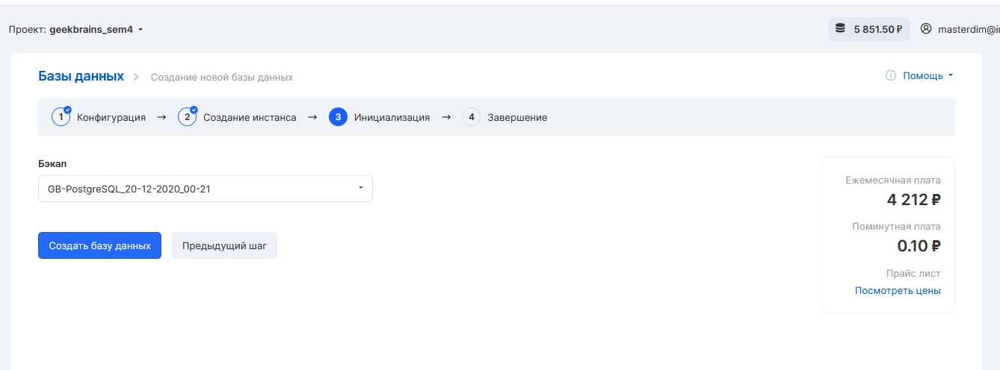 Проект: geekbrains_sem4 5 851.50 ₽ masterdim@i
Базы данных Создание новой базы данных Помощь
1 Конфигурация → 2 Создание инстанса → 3 Инициализация → 4 Завершение
Бэкап
GB-PostgreSQL_20-12-2020_00-21
Создать базу данных Предыдущий шаг
Ежемесячная плата
4 212 ₽
Поминутная плата
0.10 ₽
Прайс лист
Посмотреть цены